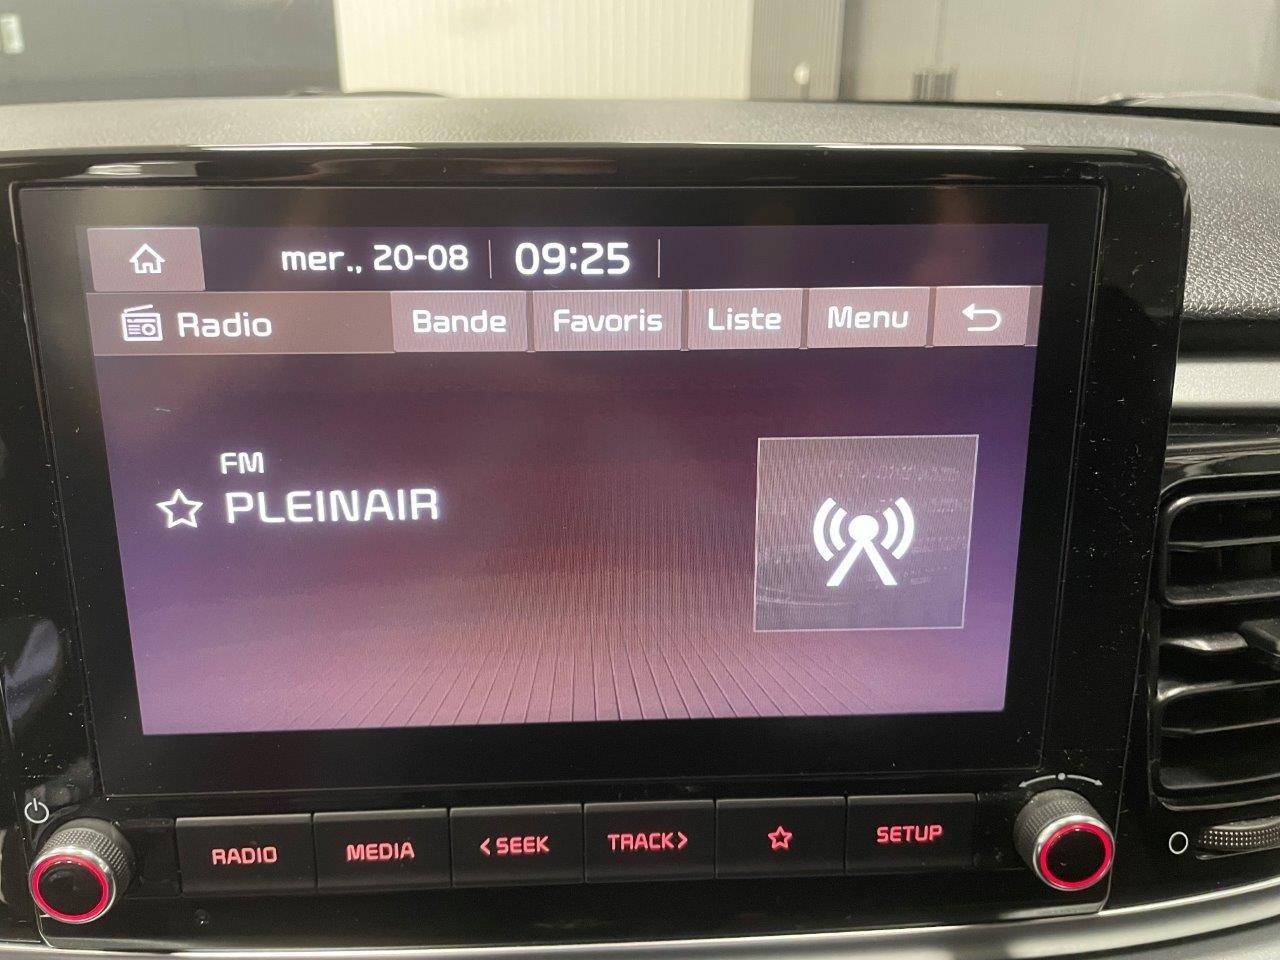 mer., 20-08 09:25
Radio Bande Favoris Liste Menu
FM
PLEINAIR
RADIO MEDIA <SEEK TRACK> SETUP